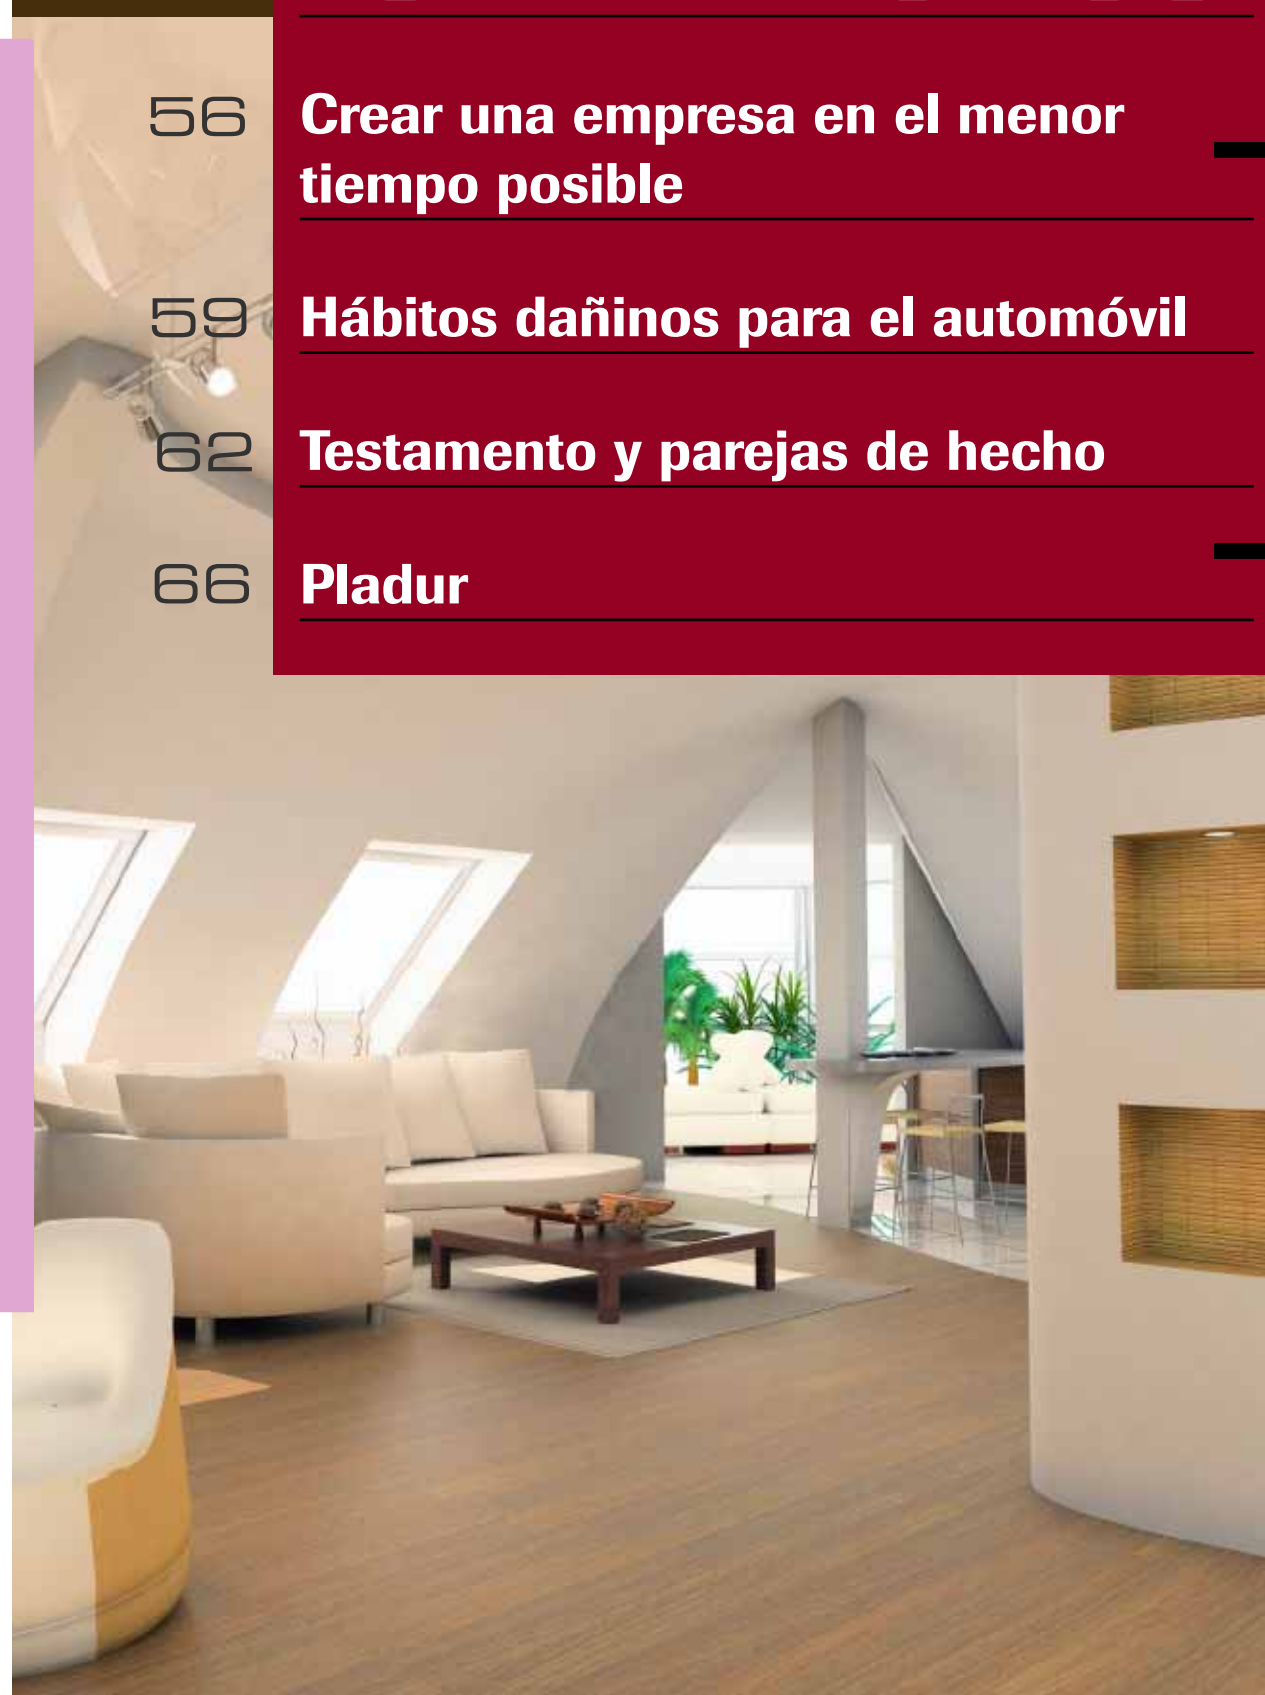 56 Crear una empresa en el menor
tiempo posible
59 Hábitos dañinos para el automóvil
62 Testamento y parejas de hecho
66 Pladur